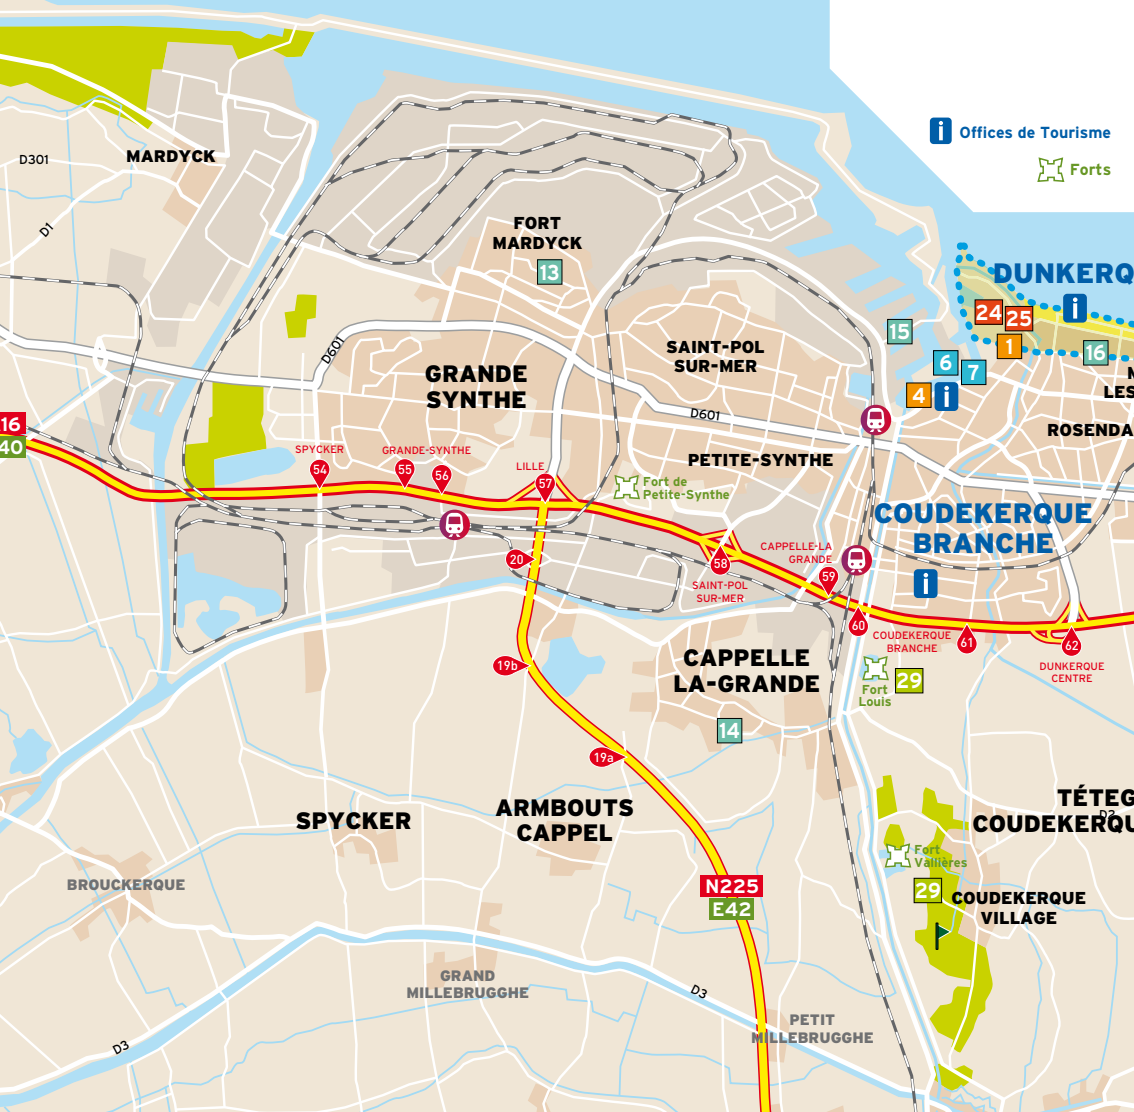 Offices de Tourisme
Forts
MARDYCK
D301
D1
FORT
MARDYCK
13
DUNKERQ
24
25
1
15
16
6
7
4
M
LES
ROSENDA
SAINT-POL
SUR-MER
D601
D601
GRANDE
SYNTHE
PETITE-SYNTHE
16
40
SPYCKER
54
GRANDE-SYNTHE
55
56
LILLE
57
Fort de
Petite-Synthe
COUDEKERQUE
BRANCHE
20
58
SAINT-POL
SUR-MER
CAPPELLE-LA
GRANDE
59
60
COUDEKERQUE
BRANCHE
61
62
DUNKERQUE
CENTRE
19b
CAPPELLE
LA-GRANDE
Fort
Louis
29
14
19a
SPYCKER
ARMBOUTS
CAPPEL
TÉTEG
COUDEKERQU
D2
Fort
Vallières
29
COUDEKERQUE
VILLAGE
BROUCKERQUE
N225
E42
GRAND
MILLEBRUGGHE
D3
PETIT
MILLEBRUGGHE
D3